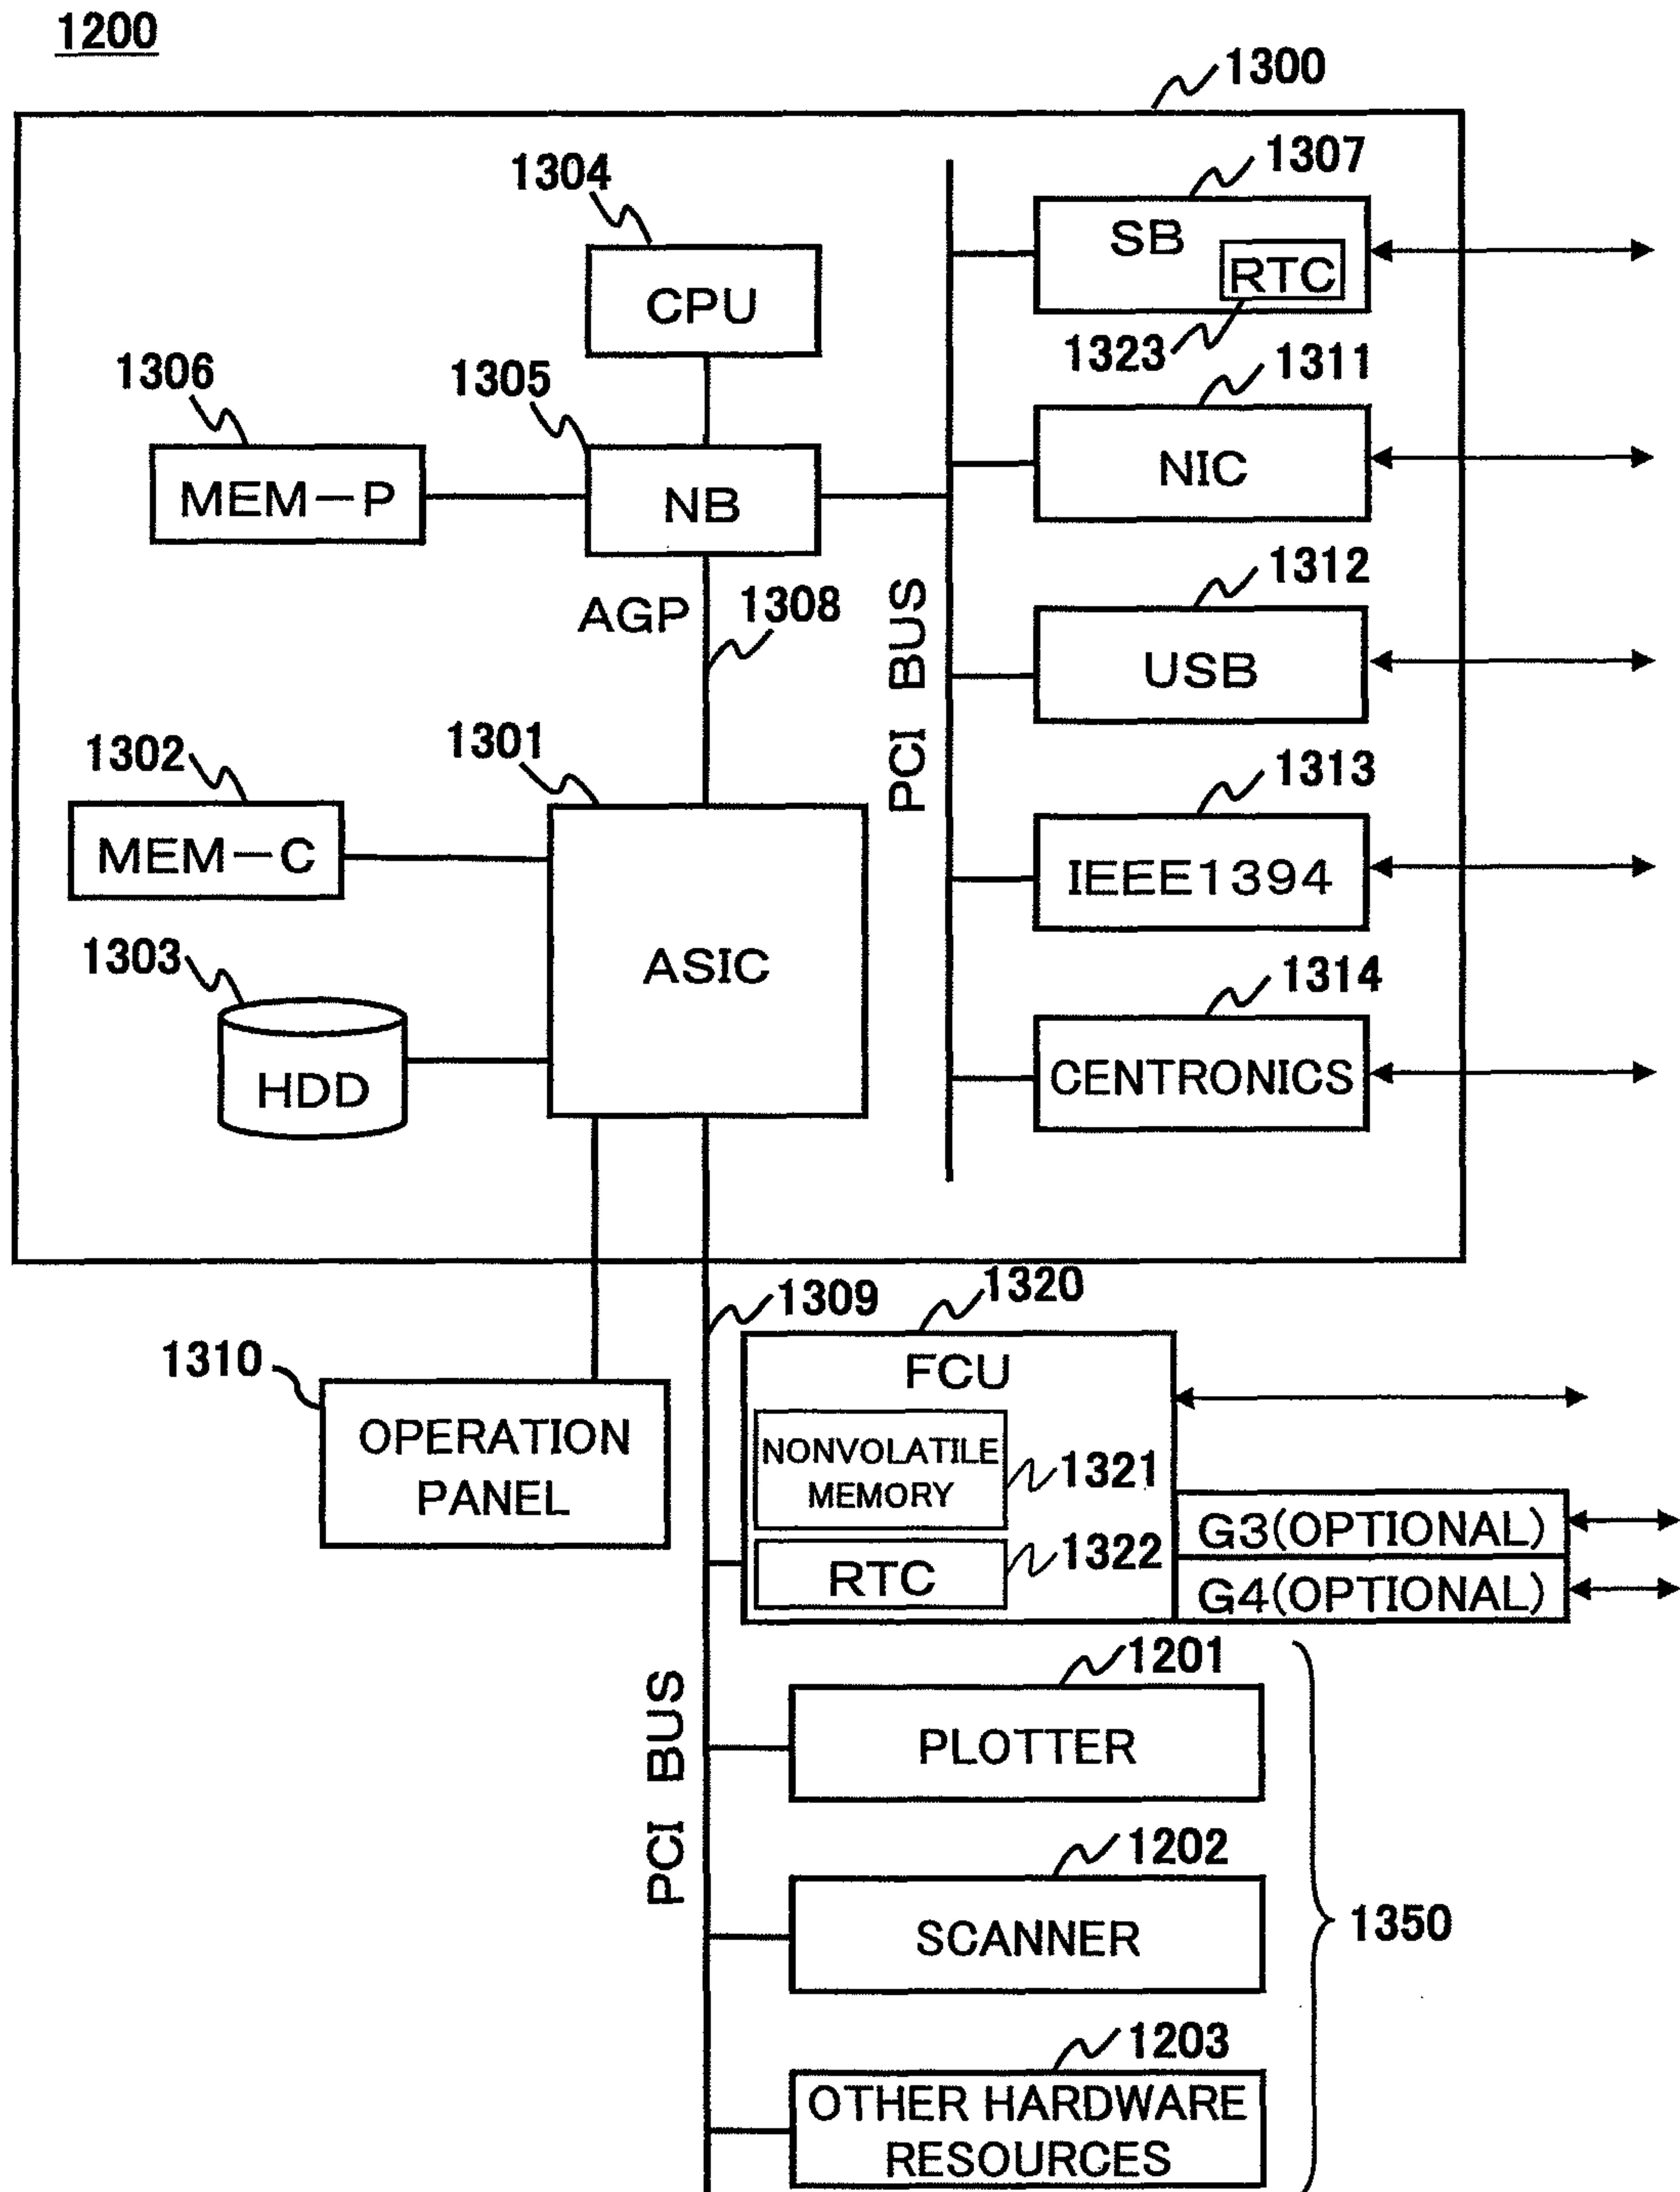 1200
1300
1304
CPU
1307
SB
RTC
1323
1306
MEM-P
1305
NB
1311
NIC
AGP
1308
PCI BUS
1312
USB
1302
MEM-C
1301
ASIC
1313
IEEE1394
1303
HDD
1314
CENTRONICS
1309
1320
FCU
1310
OPERATION
PANEL
NONVOLATILE
MEMORY
1321
RTC
1322
G3(OPTIONAL)
G4(OPTIONAL)
PCI BUS
1201
PLOTTER
1202
SCANNER
1350
1203
OTHER HARDWARE
RESOURCES